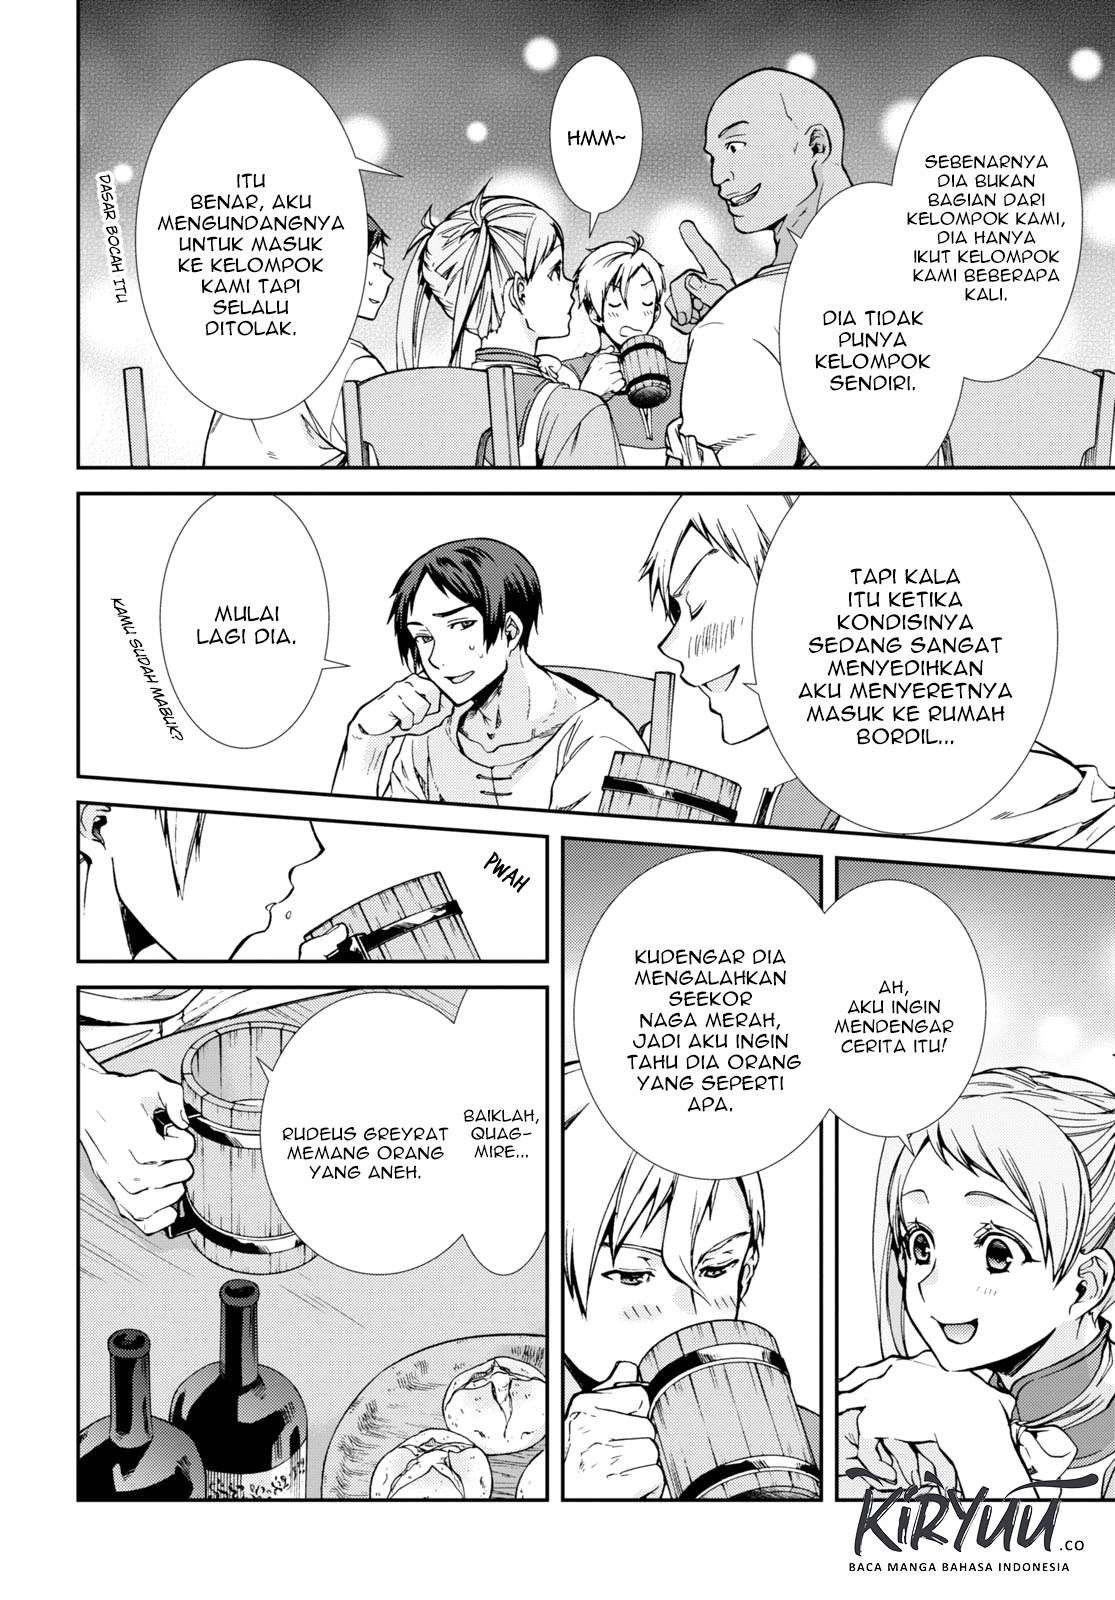 SEBENARNYA
DIA BUKAN
BAGIAN DARI
KELOMPOK KAMI,
DIA HANYA
IKUT KELOMPOK
KAMI BEBERAPA
KALI.
DIA TIDAK
PUNYA
KELOMPOK
SENDIRI.
HMM~
ITU
BENAR, AKU
MENGUNDANGNYA
UNTUK MASUK
KE KELOMPOK
KAMI TAPI
SELALU
DITOLAK.
DASAR BOCAH ITU
TAPI KALA
ITU KETIKA
KONDISINYA
SEDANG SANGAT
MENYEDIHKAN
AKU MENYERETNYA
MASUK KE RUMAH
BORDIL...
MULAI
LAGI DIA.
KAMU SUDAH MABUK?
AH,
AKU INGIN
MENDENGAR
CERITA ITU!
KUDENGAR DIA
MENGALAHKAN
SEEKOR
NAGA MERAH,
JADI AKU INGIN
TAHU DIA ORANG
YANG SEPERTI
APA.
PWAH
BAIKLAH,
QUAG-
MIRE...
RUDEUS GREYRAT
MEMANG ORANG
YANG ANEH.
KIRYUU.CO
BACA MANGA BAHASA INDONESIA